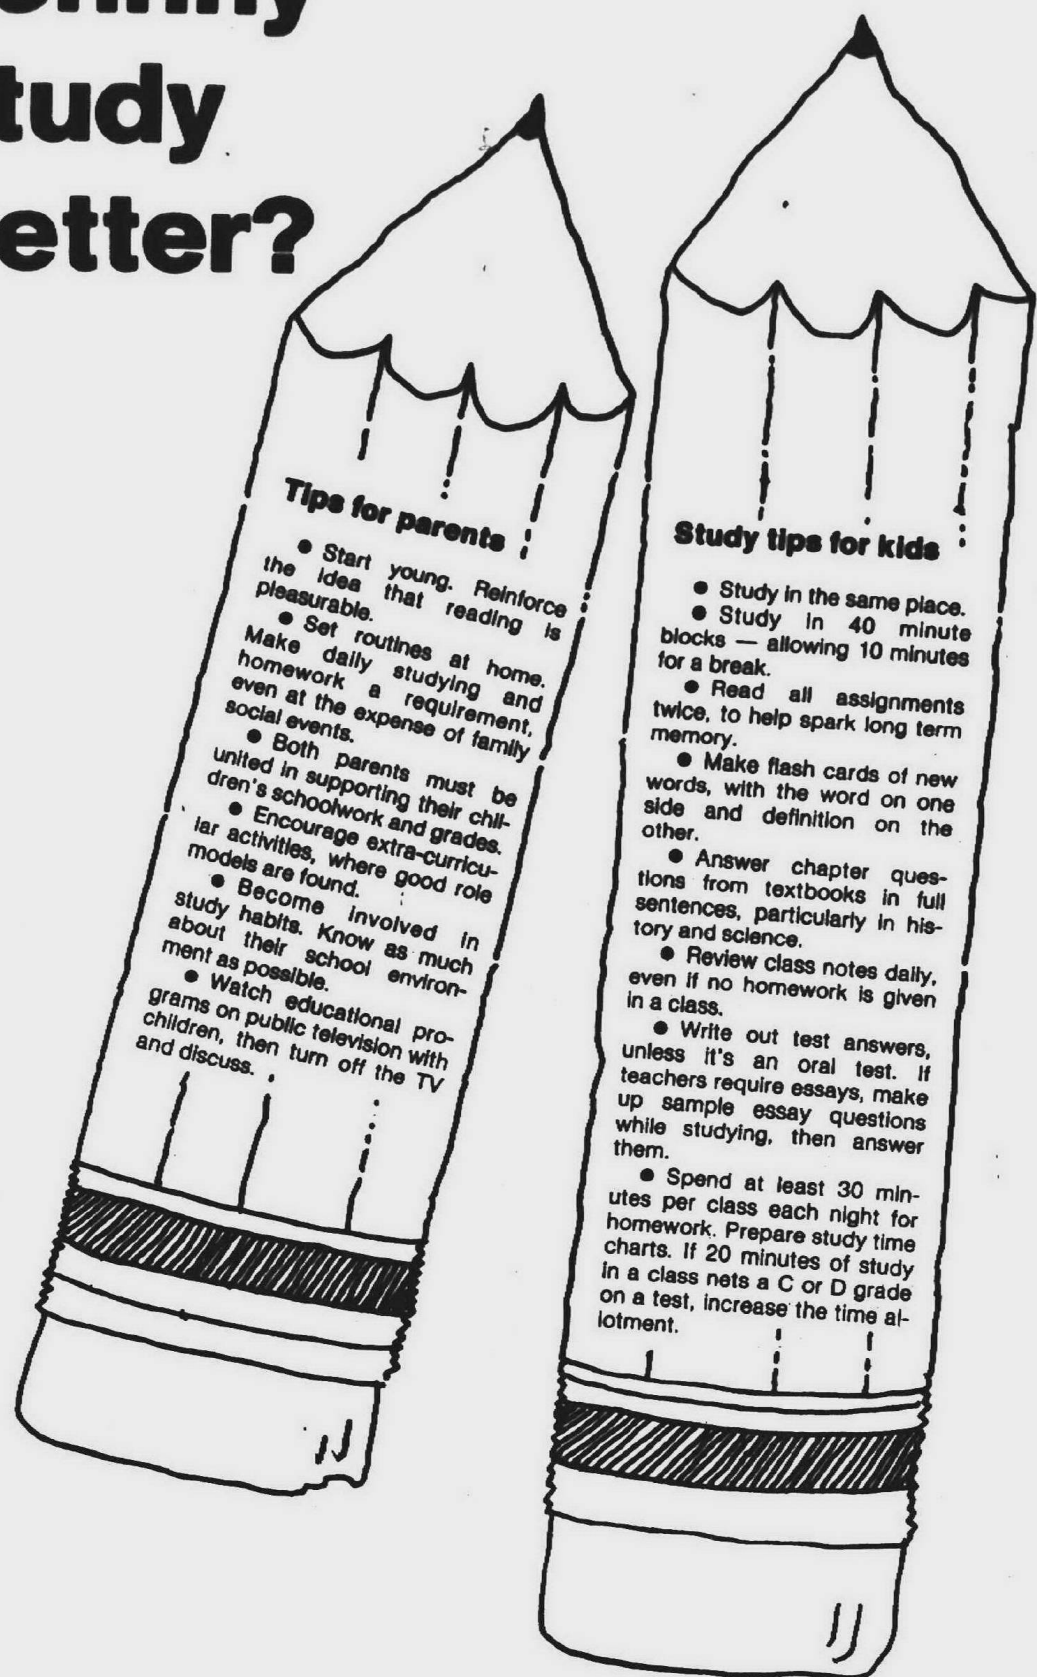 tudy
etter?
Tips for parents
● Start young. Reinforce
the idea that reading is
pleasurable.
● Set routines at home.
Make daily studying and
homework a requirement,
even at the expense of family
social events.
● Both parents must be
united in supporting their chil-
dren's schoolwork and grades.
● Encourage extra-curricu-
lar activities, where good role
models are found.
● Become involved in
study habits. Know as much
about their school environ-
ment as possible.
● Watch educational pro-
grams on public television with
children, then turn off the TV
and discuss.
Study tips for kids
● Study in the same place.
● Study in 40 minute
blocks — allowing 10 minutes
for a break.
● Read all assignments
twice, to help spark long term
memory.
● Make flash cards of new
words, with the word on one
side and definition on the
other.
● Answer chapter ques-
tions from textbooks in full
sentences, particularly in his-
tory and science.
● Review class notes daily,
even if no homework is given
in a class.
● Write out test answers,
unless it's an oral test. If
teachers require essays, make
up sample essay questions
while studying, then answer
them.
● Spend at least 30 min-
utes per class each night for
homework. Prepare study time
charts. If 20 minutes of study
in a class nets a C or D grade
on a test, increase the time al-
lotment.